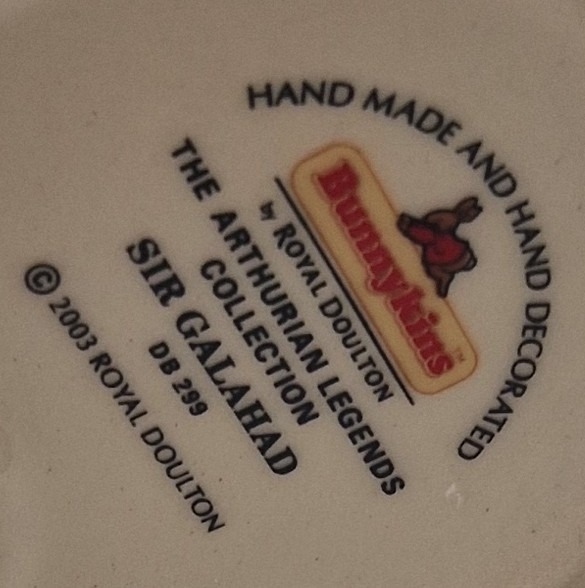 HAND MADE AND HAND DECORATED
Bunnykins™
by ROYAL DOULTON
THE ARTHURIAN LEGENDS
COLLECTION
SIR GALAHAD
DB 299
© 2003 ROYAL DOULTON